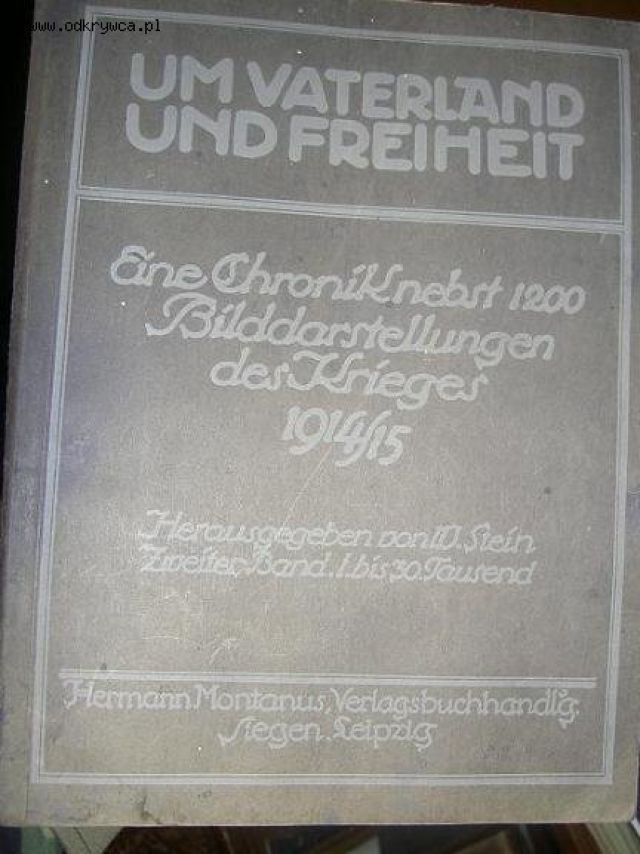 www.odkrywca.pl
UM VATERLAND
UND FREIHEIT
Eine Chronik nebst 1200
Bilddarstellungen
des Krieges
1914/15
Herausgegeben von W. Stein
Zweiter Band. 1. bis 30. Tausend
Hermann Montanus, Verlagsbuchhandlg.
Siegen. Leipzig